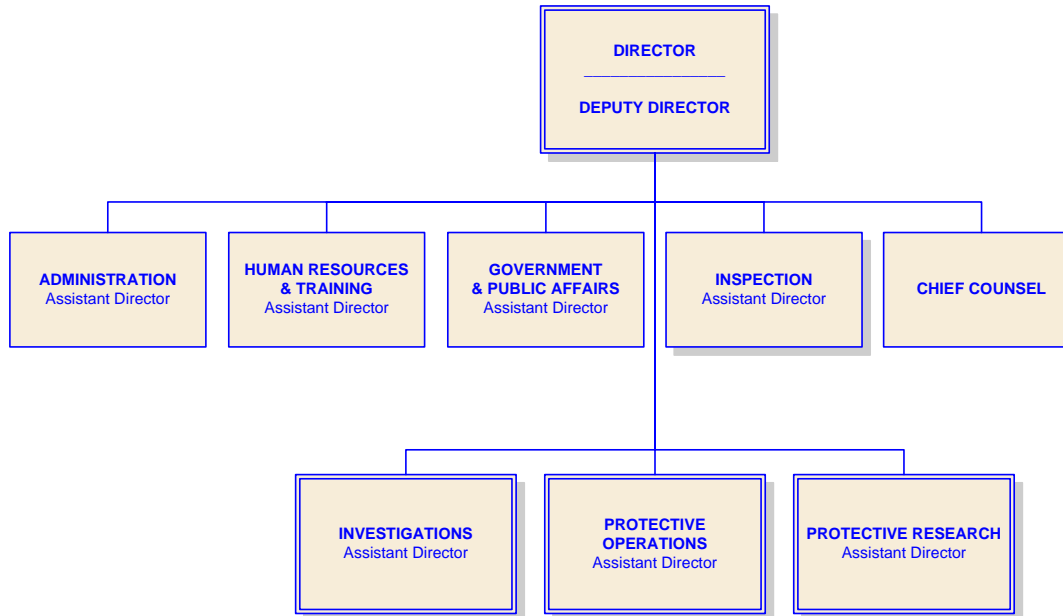 DIRECTOR
DEPUTY DIRECTOR
ADMINISTRATION
Assistant Director
HUMAN RESOURCES
& TRAINING
Assistant Director
GOVERNMENT
& PUBLIC AFFAIRS
Assistant Director
INSPECTION
Assistant Director
CHIEF COUNSEL
INVESTIGATIONS
Assistant Director
PROTECTIVE
OPERATIONS
Assistant Director
PROTECTIVE RESEARCH
Assistant Director